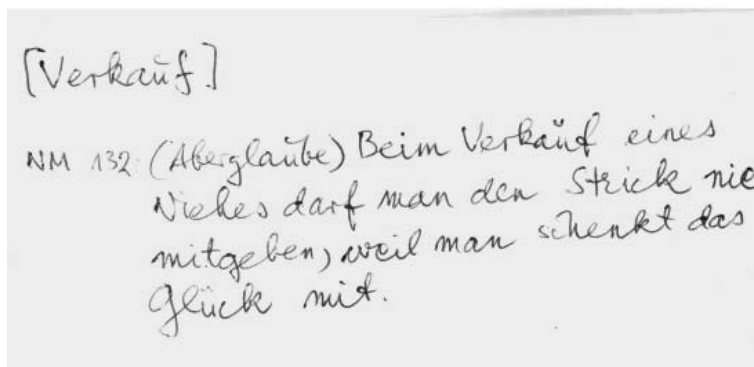 [Verkauf]
NM 132 (Aberglaube) Beim Verkauf eines
Viehes darf man den Strick nie
mitgeben, weil man schenkt das
Glück mit.